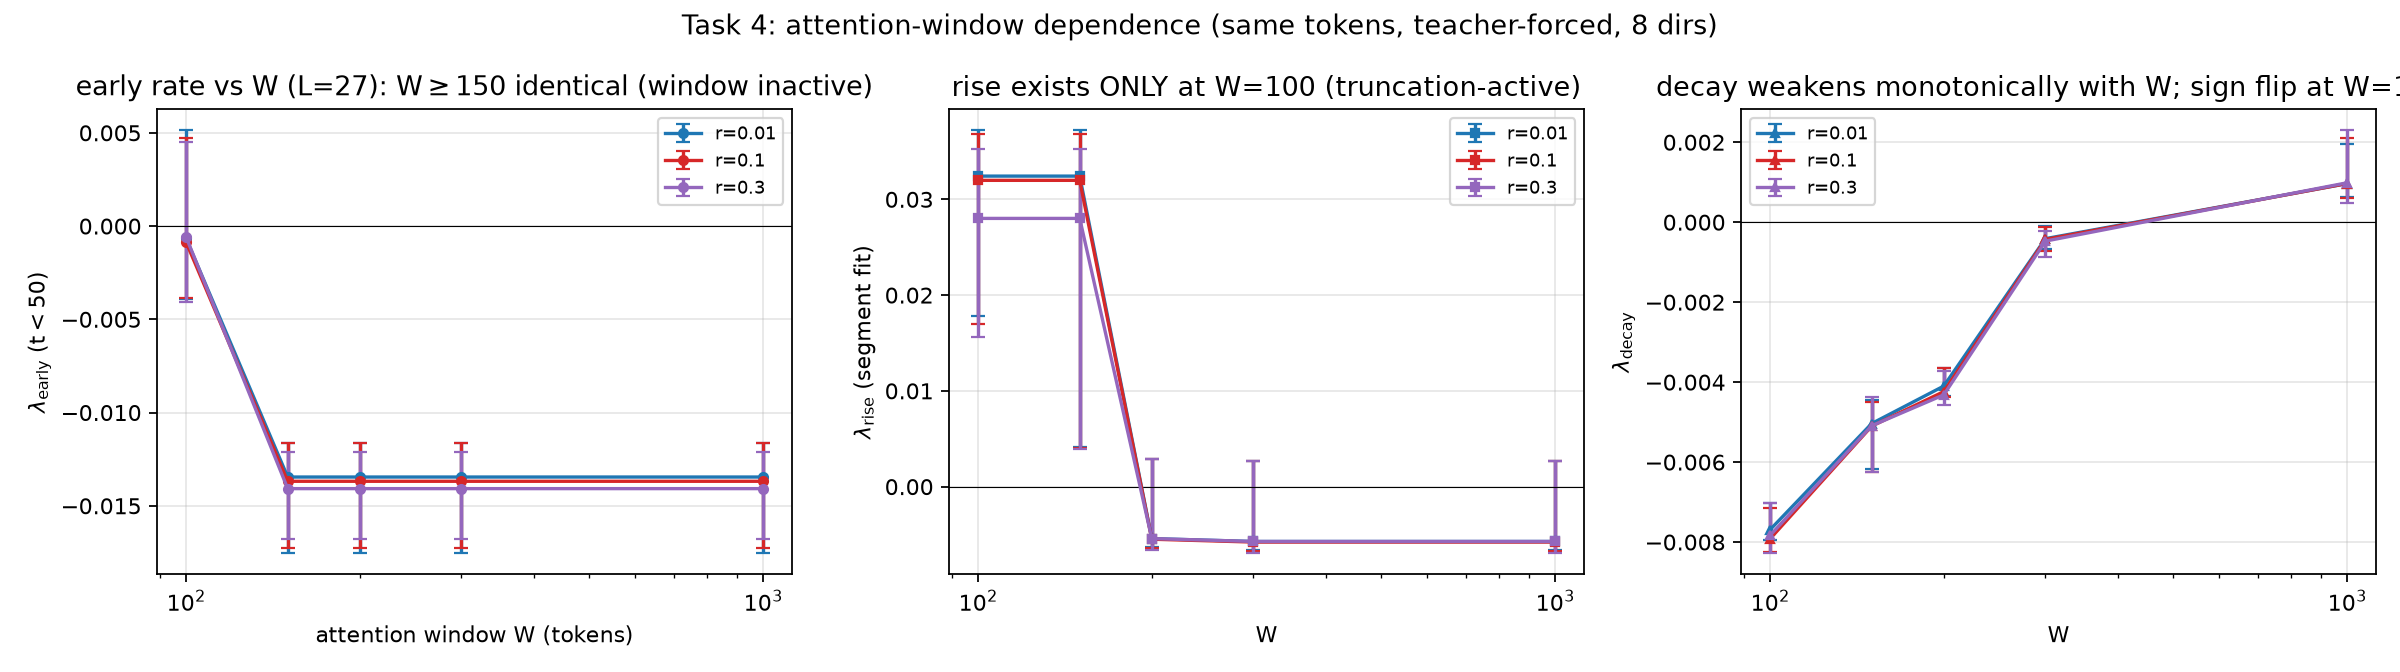 Task 4: attention-window dependence (same tokens, teacher-forced, 8 dirs)
early rate vs W (L=27): W ≥ 150 identical (window inactive)
0.005
0.000
−0.005
−0.010
−0.015
λearly (t < 50)
r=0.01
r=0.1
r=0.3
10²
10³
attention window W (tokens)
rise exists ONLY at W=100 (truncation-active)
0.03
0.02
0.01
0.00
λrise (segment fit)
r=0.01
r=0.1
r=0.3
10²
10³
W
decay weakens monotonically with W; sign flip at W=1
0.002
0.000
−0.002
−0.004
−0.006
−0.008
λdecay
r=0.01
r=0.1
r=0.3
10²
10³
W